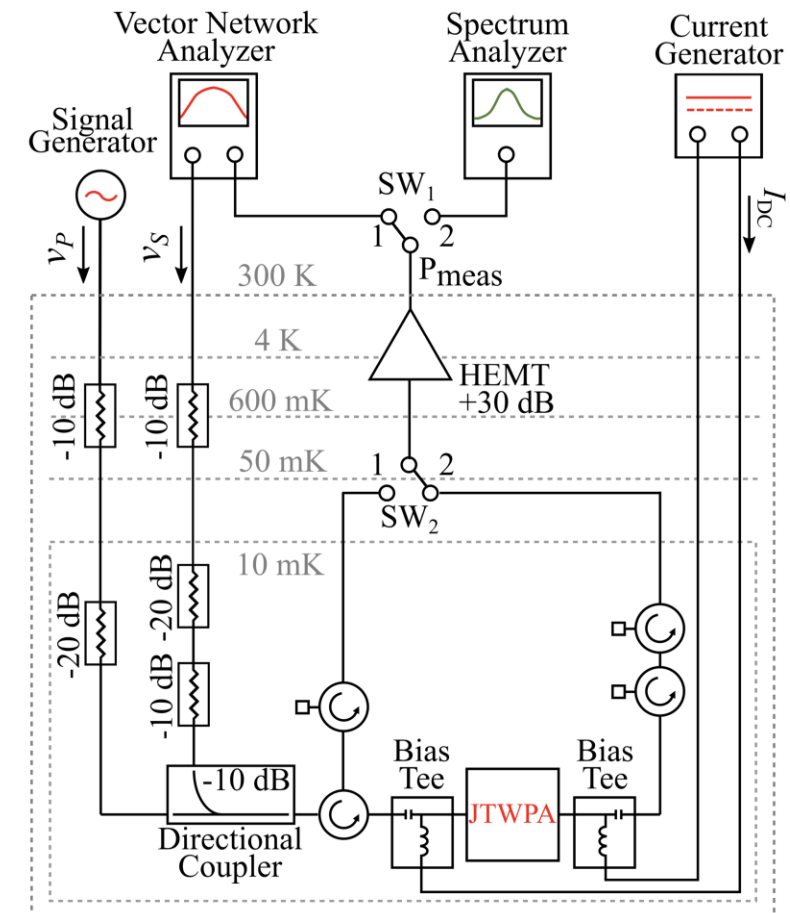 Vector Network
Analyzer
Spectrum
Analyzer
Current
Generator
Signal
Generator
SW1
1
2
Pmeas
vP
vS
IDC
300 K
4 K
HEMT
+30 dB
-10 dB
-10 dB
600 mK
50 mK
1
2
SW2
10 mK
-20 dB
-20 dB
-10 dB
-10 dB
Directional
Coupler
Bias
Tee
JTWPA
Bias
Tee